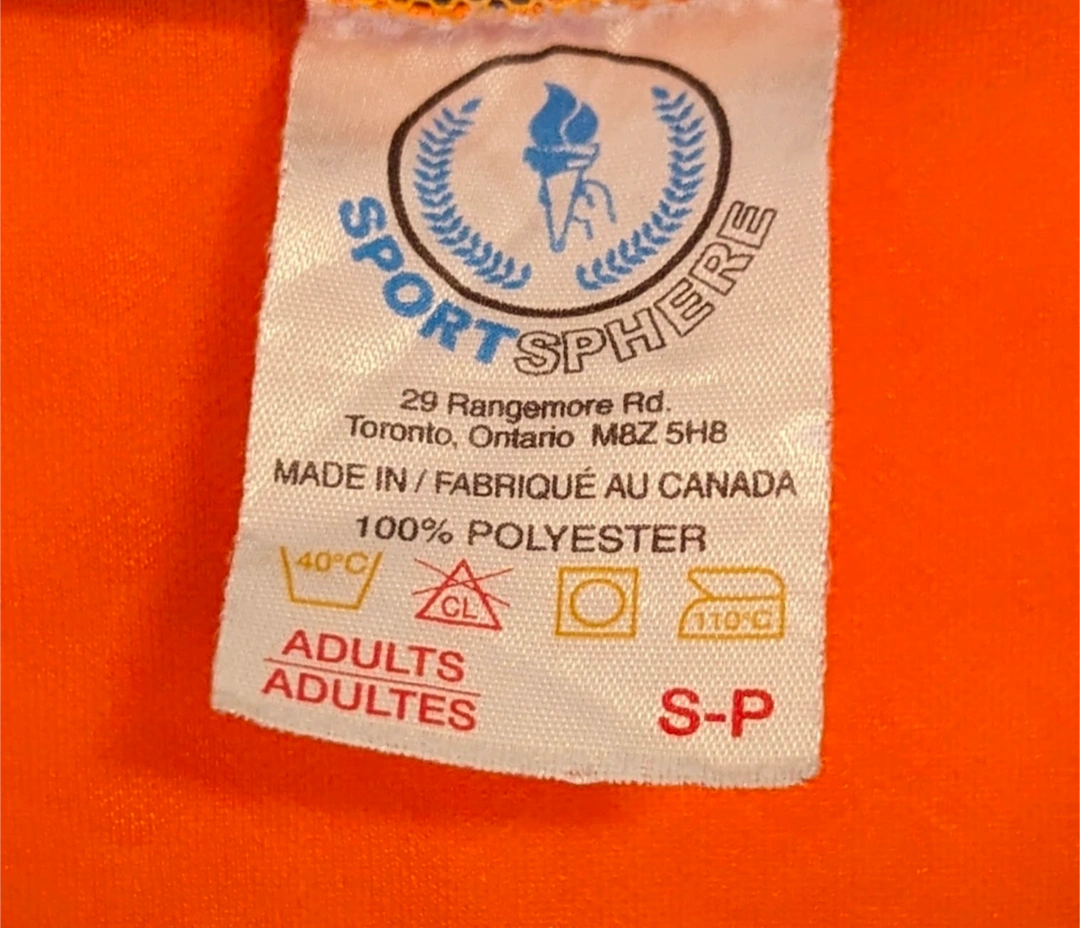 SPORTSPHERE
29 Rangemore Rd.
Toronto, Ontario M8Z 5H8
MADE IN / FABRIQUÉ AU CANADA
100% POLYESTER
40°C CL 110°C
ADULTS
ADULTES
S-P